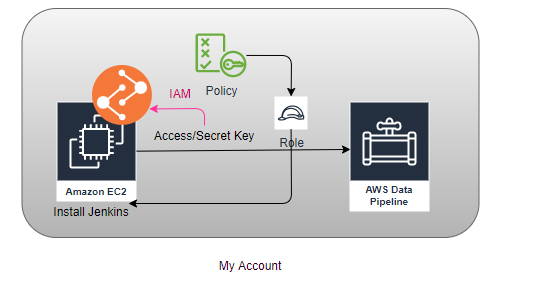 Policy
IAM
Access/Secret Key
Role
Amazon EC2
Install Jenkins
AWS Data
Pipeline
My Account